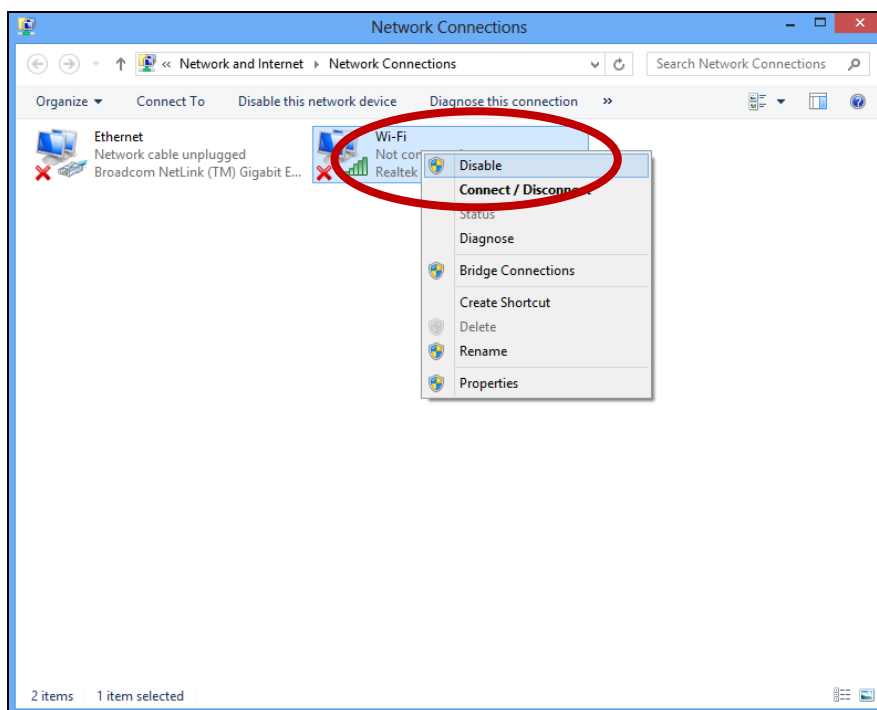 Network Connections
« Network and Internet Network Connections
Search Network Connections
Organize Connect To Disable this network device Diagnose this connection »
Ethernet
Network cable unplugged
Broadcom NetLink (TM) Gigabit E...
Wi-Fi
Not
Realtek
Disable
Connect / Disconnect
Status
Diagnose
Bridge Connections
Create Shortcut
Delete
Rename
Properties
2 items 1 item selected